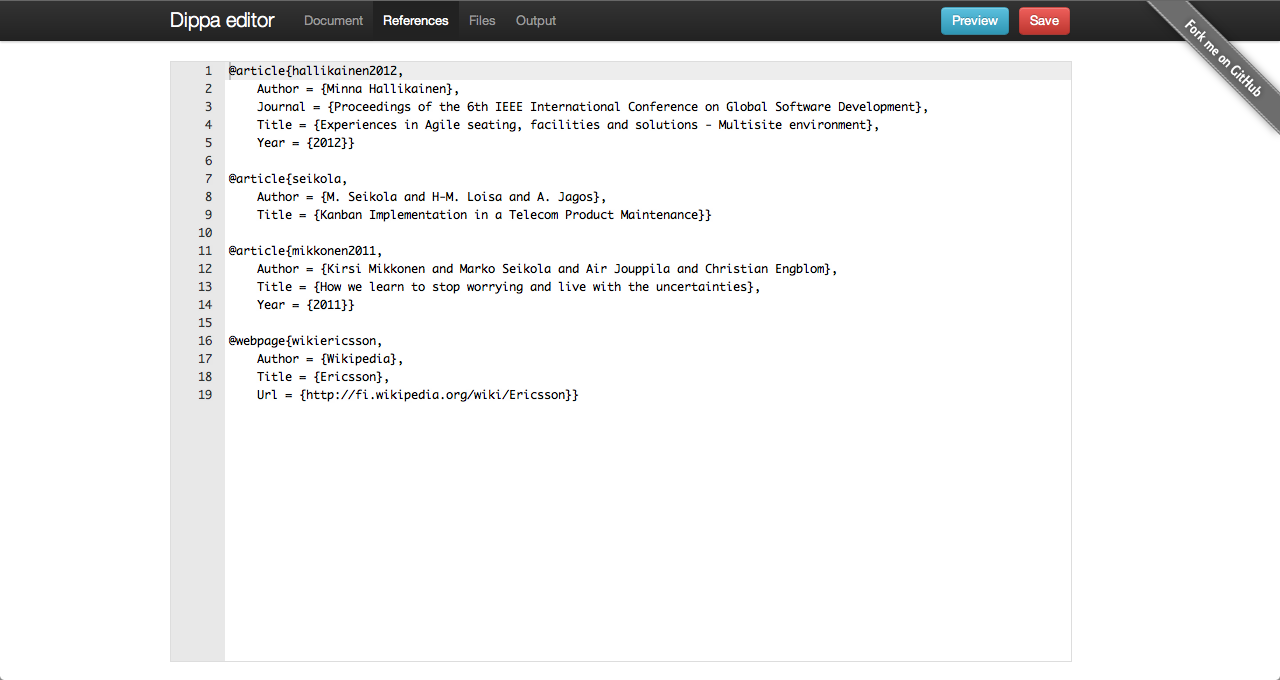 Dippa editor Document References Files Output Preview Save
Fork me on GitHub
1 @article{hallikainen2012,
2 Author = {Minna Hallikainen},
3 Journal = {Proceedings of the 6th IEEE International Conference on Global Software Development},
4 Title = {Experiences in Agile seating, facilities and solutions - Multisite environment},
5 Year = {2012}}
6
7 @article{seikola,
8 Author = {M. Seikola and H-M. Loisa and A. Jagos},
9 Title = {Kanban Implementation in a Telecom Product Maintenance}}
10
11 @article{mikkonen2011,
12 Author = {Kirsi Mikkonen and Marko Seikola and Air Jouppila and Christian Engblom},
13 Title = {How we learn to stop worrying and live with the uncertainties},
14 Year = {2011}}
15
16 @webpage{wikiericsson,
17 Author = {Wikipedia},
18 Title = {Ericsson},
19 Url = {http://fi.wikipedia.org/wiki/Ericsson}}